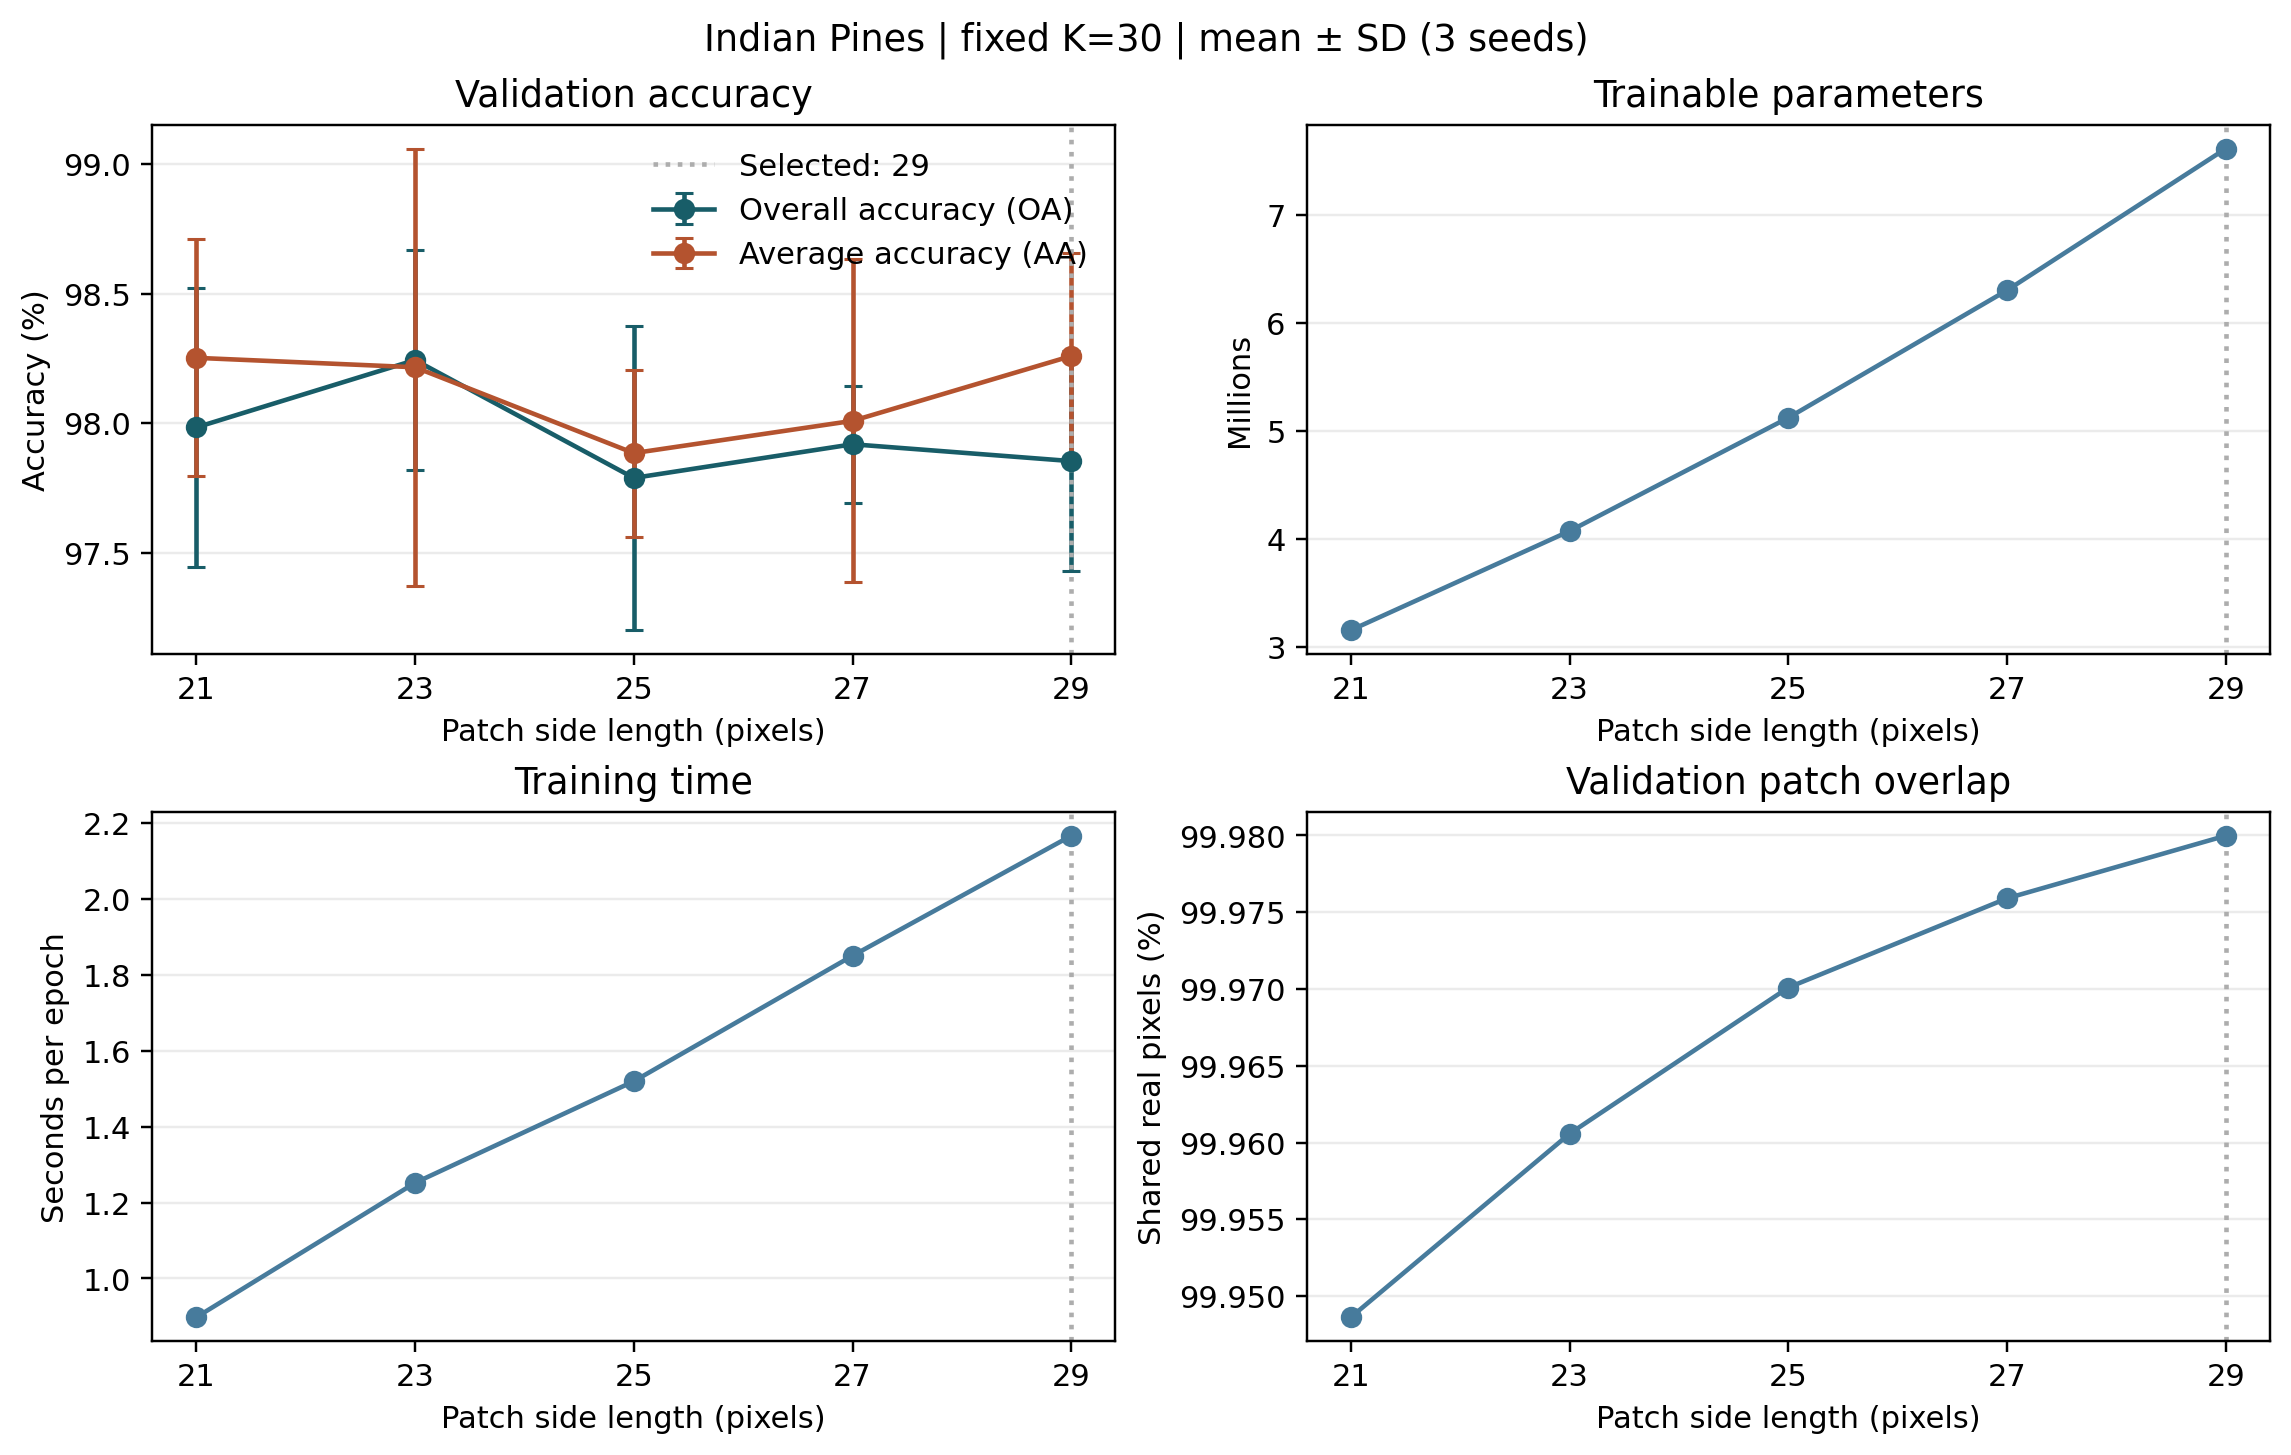 Indian Pines | fixed K=30 | mean ± SD (3 seeds)
Validation accuracy
Accuracy (%)
99.0
98.5
98.0
97.5
Selected: 29
Overall accuracy (OA)
Average accuracy (AA)
21 23 25 27 29
Patch side length (pixels)
Trainable parameters
Millions
7
6
5
4
3
21 23 25 27 29
Patch side length (pixels)
Training time
Seconds per epoch
2.2
2.0
1.8
1.6
1.4
1.2
1.0
21 23 25 27 29
Patch side length (pixels)
Validation patch overlap
Shared real pixels (%)
99.980
99.975
99.970
99.965
99.960
99.955
99.950
21 23 25 27 29
Patch side length (pixels)